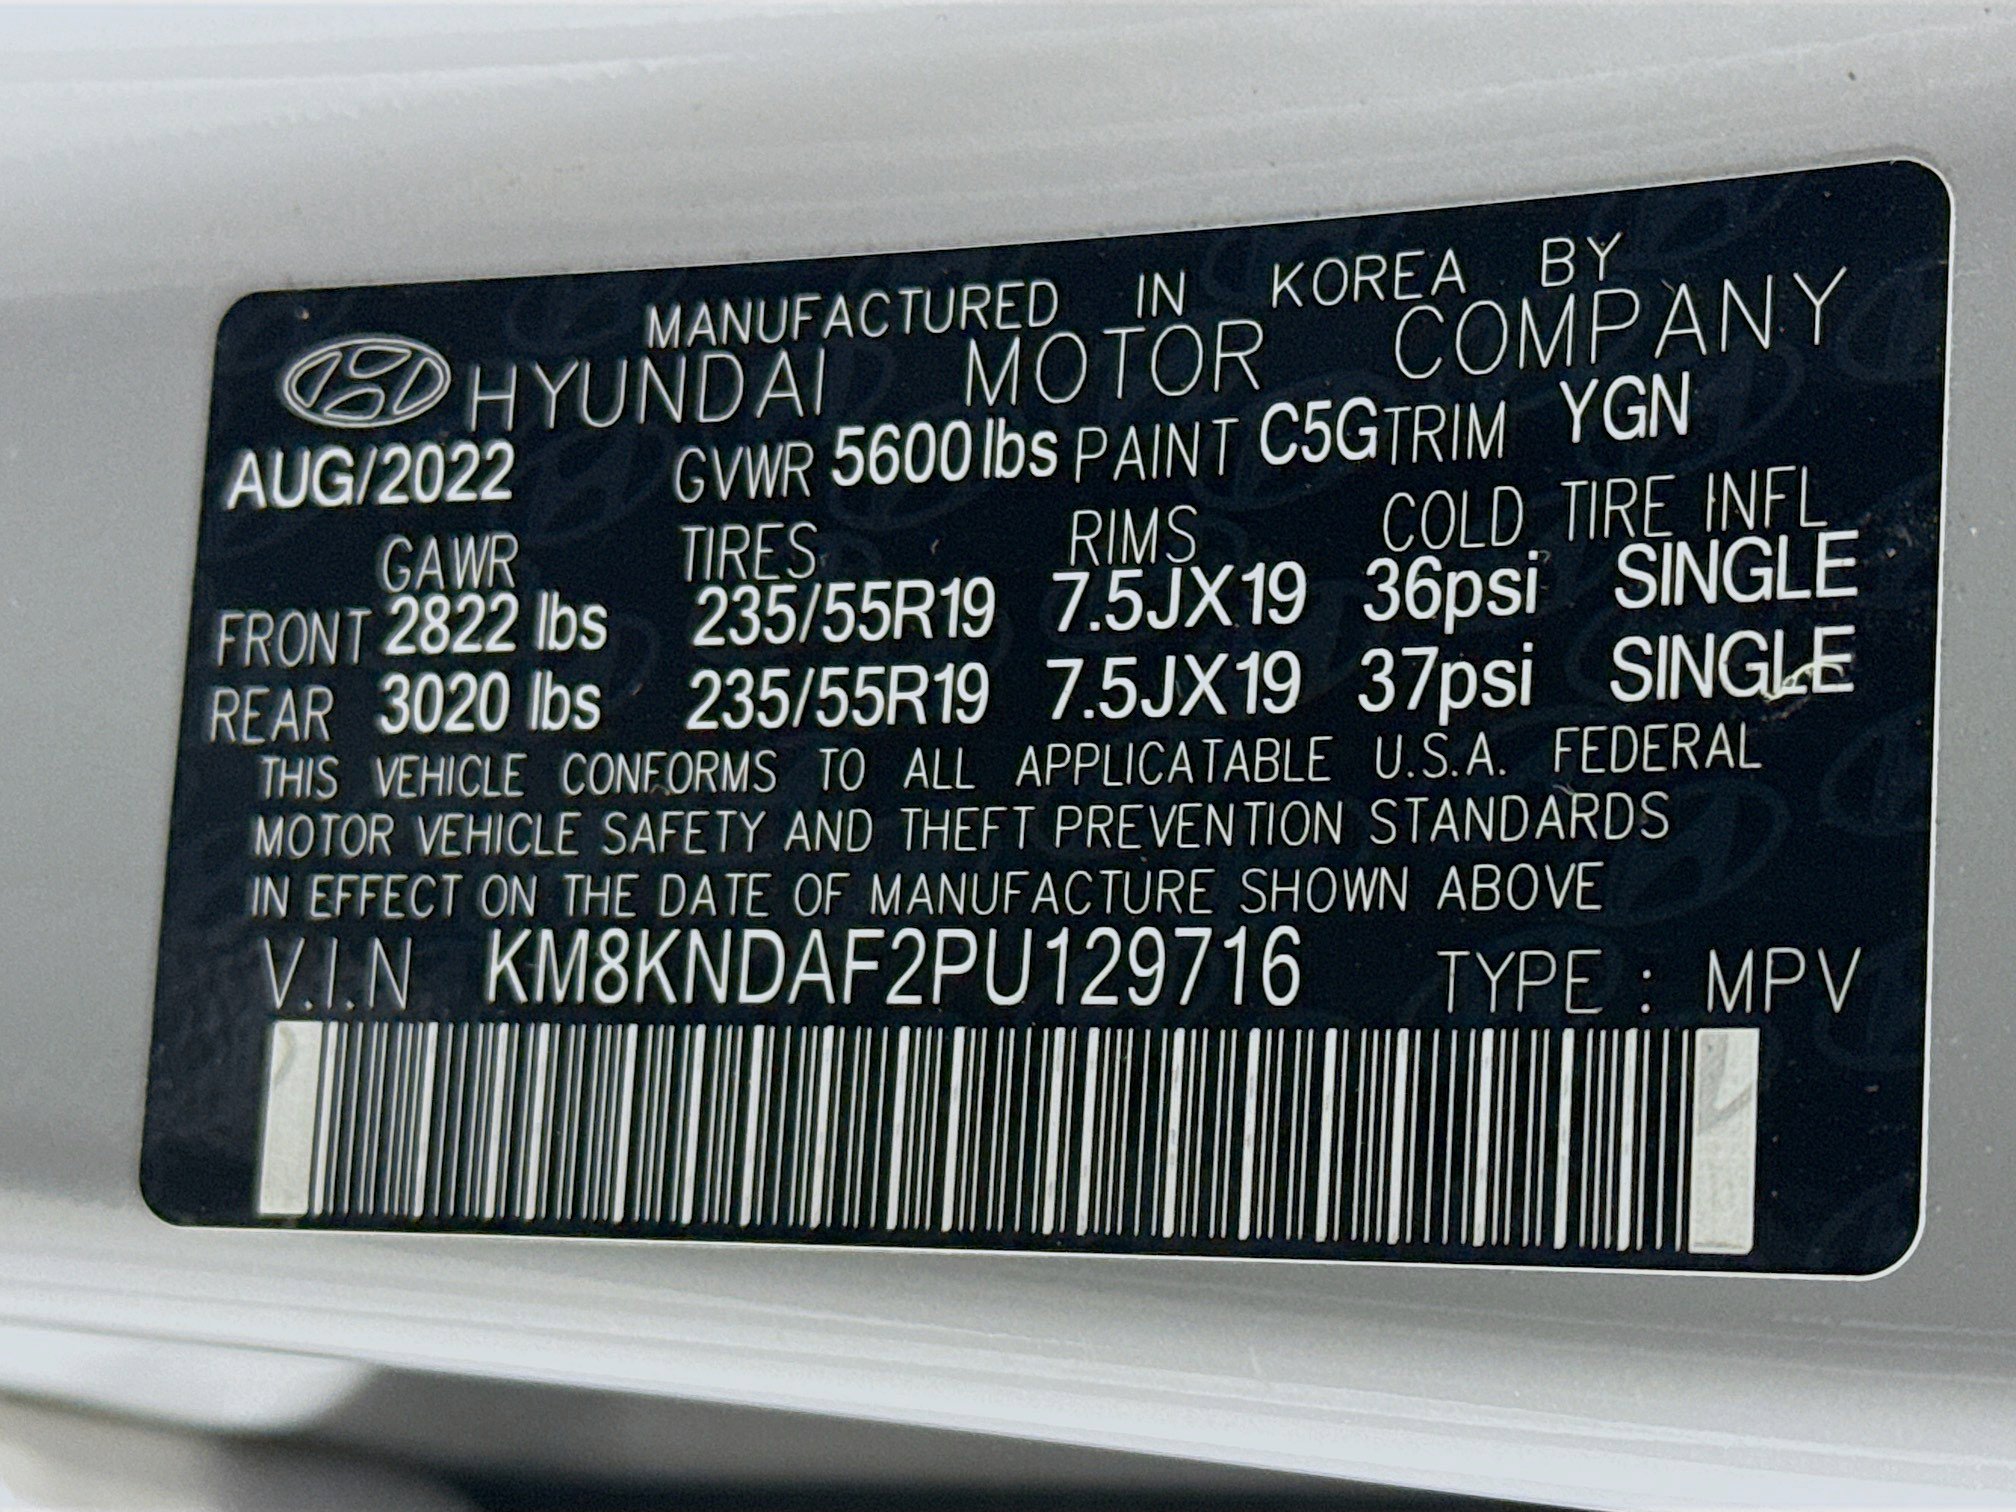 MANUFACTURED IN KOREA BY
HYUNDAI MOTOR COMPANY
AUG/2022 GVWR 5600 lbs PAINT C5G TRIM YGN
GAWR TIRES RIMS COLD TIRE INFL
FRONT 2822 lbs 235/55R19 7.5JX19 36psi SINGLE
REAR 3020 lbs 235/55R19 7.5JX19 37psi SINGLE
THIS VEHICLE CONFORMS TO ALL APPLICATABLE U.S.A. FEDERAL
MOTOR VEHICLE SAFETY AND THEFT PREVENTION STANDARDS
IN EFFECT ON THE DATE OF MANUFACTURE SHOWN ABOVE
V.I.N KM8KNDAF2PU129716 TYPE : MPV